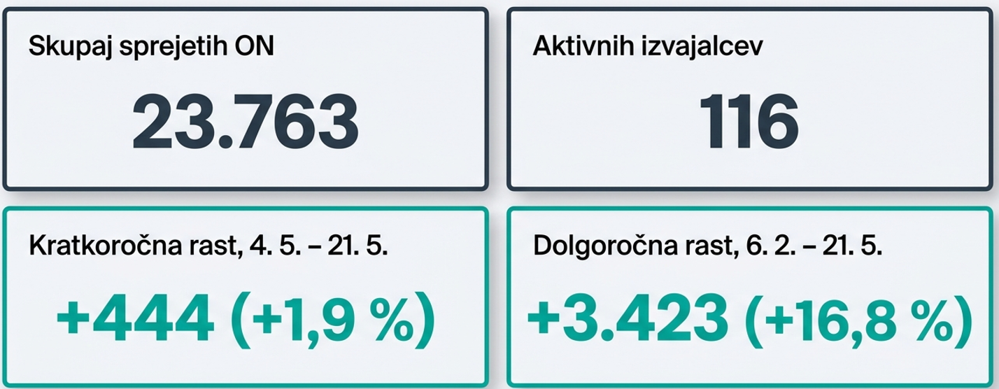 Skupaj sprejetih ON
23.763
Aktivnih izvajalcev
116
Kratkoročna rast, 4. 5. – 21. 5.
+444 (+1,9 %)
Dolgoročna rast, 6. 2. – 21. 5.
+3.423 (+16,8 %)